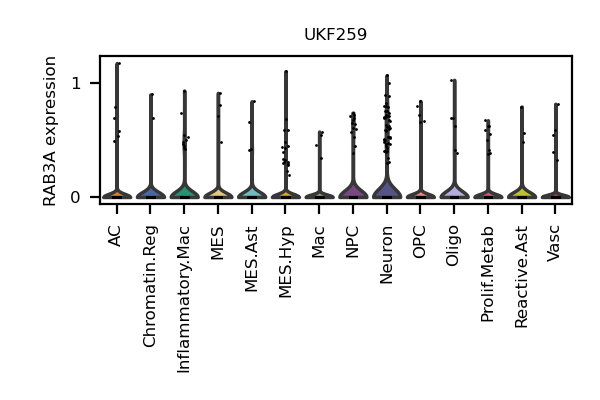 UKF259
RAB3A expression
1
0
AC
Chromatin.Reg
Inflammatory.Mac
MES
MES.Ast
MES.Hyp
Mac
NPC
Neuron
OPC
Oligo
Prolif.Metab
Reactive.Ast
Vasc